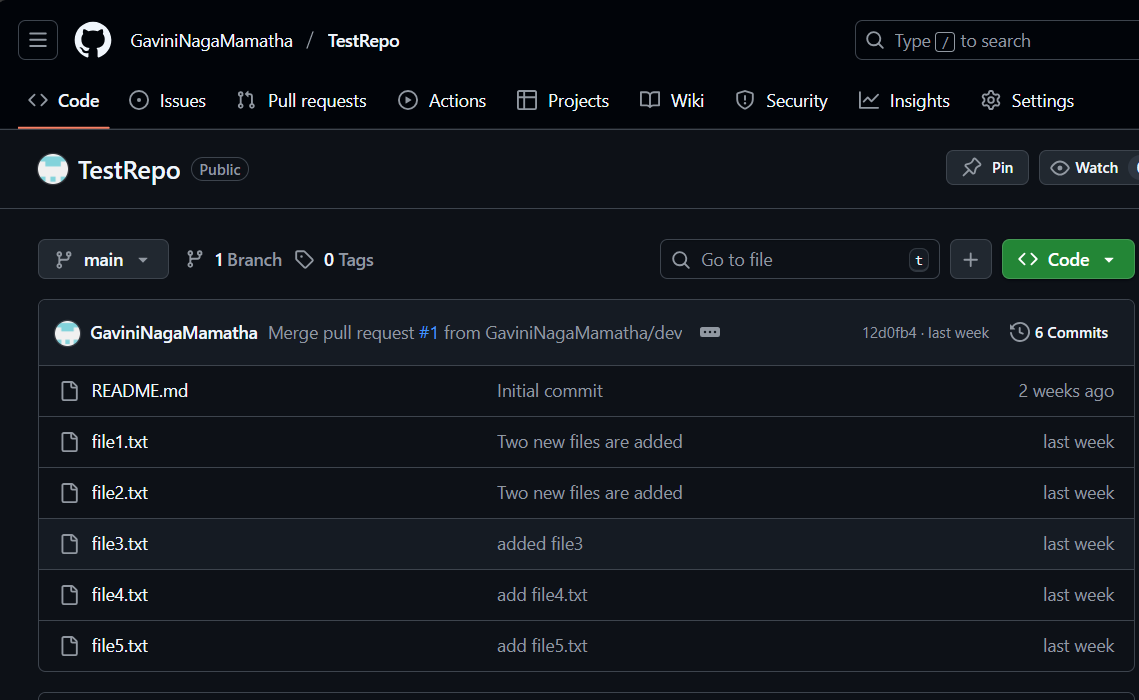 GaviniNagaMamatha / TestRepo Type / to search
Code Issues Pull requests Actions Projects Wiki Security Insights Settings
TestRepo Public Pin Watch
main 1 Branch 0 Tags Go to file t + Code
GaviniNagaMamatha Merge pull request #1 from GaviniNagaMamatha/dev 12d0fb4 · last week 6 Commits
README.md Initial commit 2 weeks ago
file1.txt Two new files are added last week
file2.txt Two new files are added last week
file3.txt added file3 last week
file4.txt add file4.txt last week
file5.txt add file5.txt last week